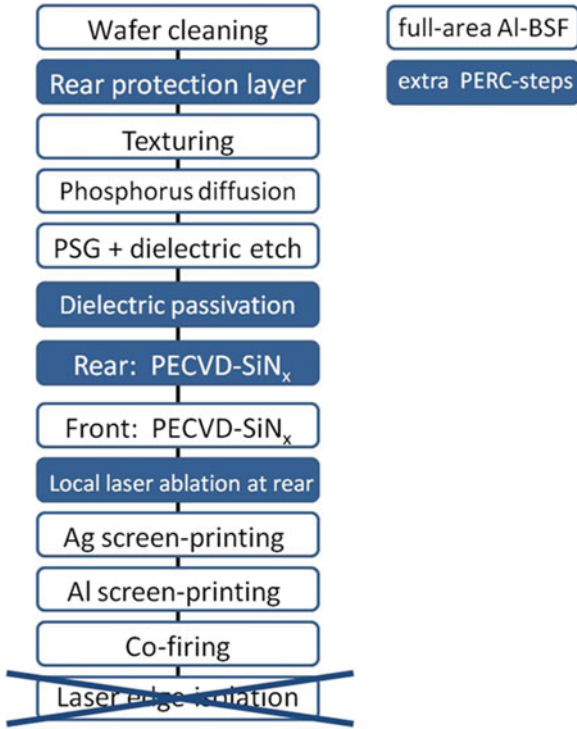 Wafer cleaning
Rear protection layer
Texturing
Phosphorus diffusion
PSG + dielectric etch
Dielectric passivation
Rear: PECVD-SiNx
Front: PECVD-SiNx
Local laser ablation at rear
Ag screen-printing
Al screen-printing
Co-firing
Laser edge isolation
full-area Al-BSF
extra PERC-steps